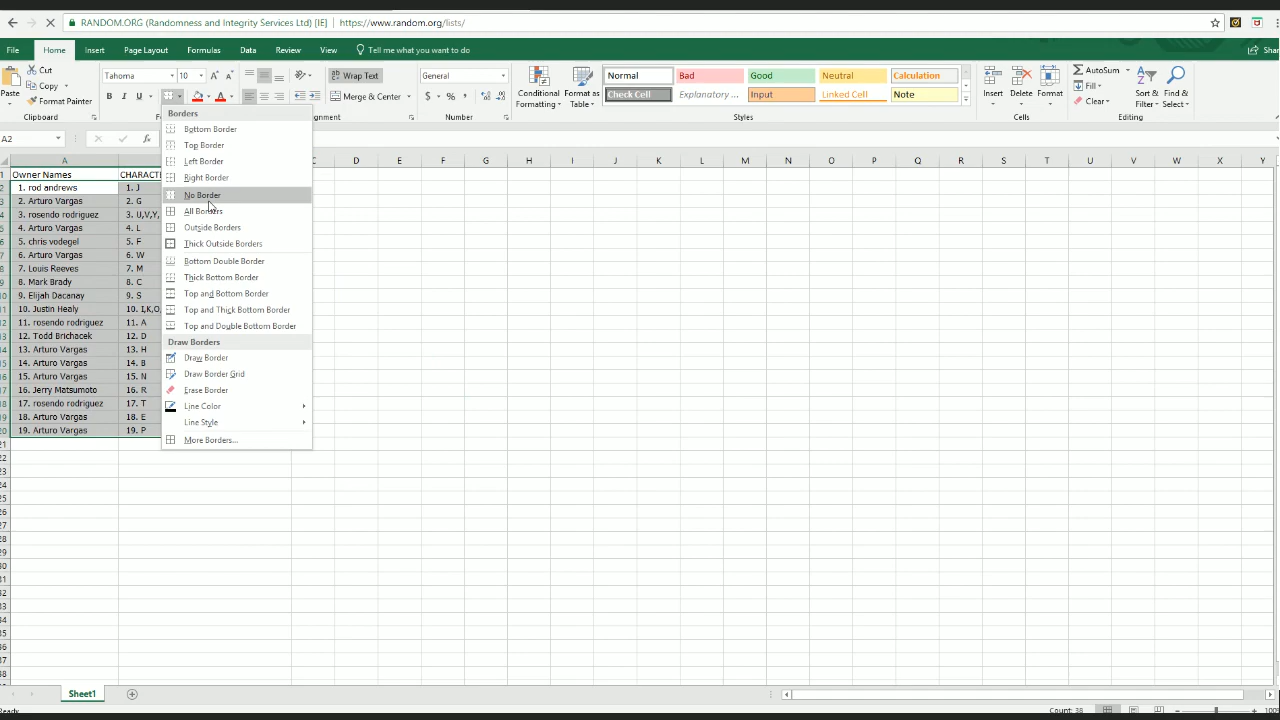 RANDOM.ORG (Randomness and Integrity Services Ltd) [IE] https://www.random.org/lists/
File Home Insert Page Layout Formulas Data Review View Tell me what you want to do
Cut
Copy
Format Painter
Paste
Clipboard
Tahoma 10
B I U
Wrap Text
Merge & Center
General
$ % ,
Number
Conditional Formatting
Format as Table
Normal Bad Good Neutral Calculation
Check Cell Explanatory ... Input Linked Cell Note
Styles
Insert Delete Format
Cells
AutoSum
Fill
Clear
Sort & Filter
Find & Select
Editing
A2 fx
Borders
Bottom Border
Top Border
Left Border
Right Border
No Border
All Borders
Outside Borders
Thick Outside Borders
Bottom Double Border
Thick Bottom Border
Top and Bottom Border
Top and Thick Bottom Border
Top and Double Bottom Border
Draw Borders
Draw Border
Draw Border Grid
Erase Border
Line Color
Line Style
More Borders...
A C D E F G H I J K L M N O P Q R S T U V W X Y
Owner Names CHARACTE
1. rod andrews 1. J
2. Arturo Vargas 2. G
3. rosendo rodriguez 3. U,V,Y,
4. Arturo Vargas 4. L
5. chris vodegel 5. F
6. Arturo Vargas 6. W
7. Louis Reeves 7. M
8. Mark Brady 8. C
9. Elijah Dacanay 9. S
10. Justin Healy 10. I,K,O,
11. rosendo rodriguez 11. A
12. Todd Brichacek 12. D
13. Arturo Vargas 13. H
14. Arturo Vargas 14. B
15. Arturo Vargas 15. N
16. Jerry Matsumoto 16. R
17. rosendo rodriguez 17. T
18. Arturo Vargas 18. E
19. Arturo Vargas 19. P
Sheet1
Count: 38